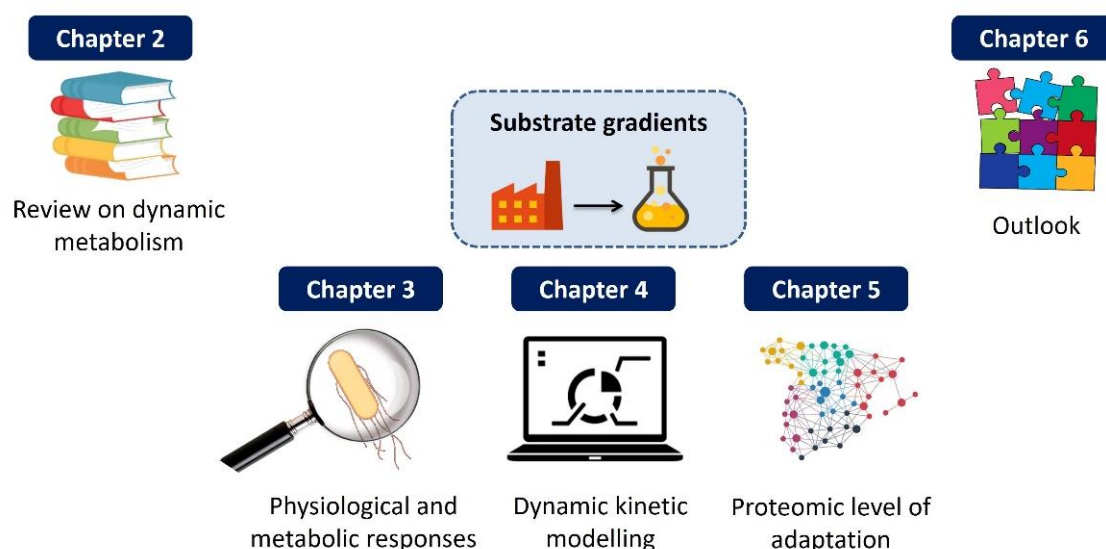 Chapter 2
Review on dynamic
metabolism
Substrate gradients
Chapter 6
Outlook
Chapter 3
Physiological and
metabolic responses
Chapter 4
Dynamic kinetic
modelling
Chapter 5
Proteomic level of
adaptation